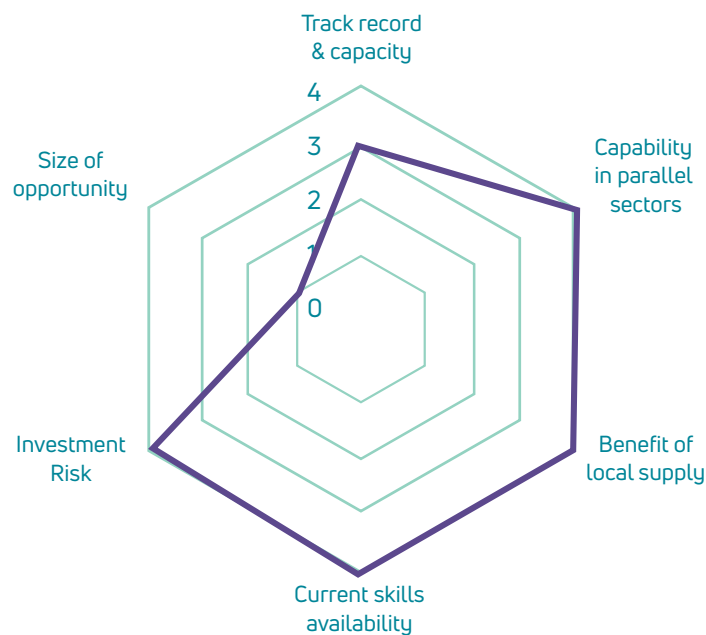 Track record
& capacity
4
3
2
1
0
Size of
opportunity
Capability
in parallel
sectors
Investment
Risk
Benefit of
local supply
Current skills
availability